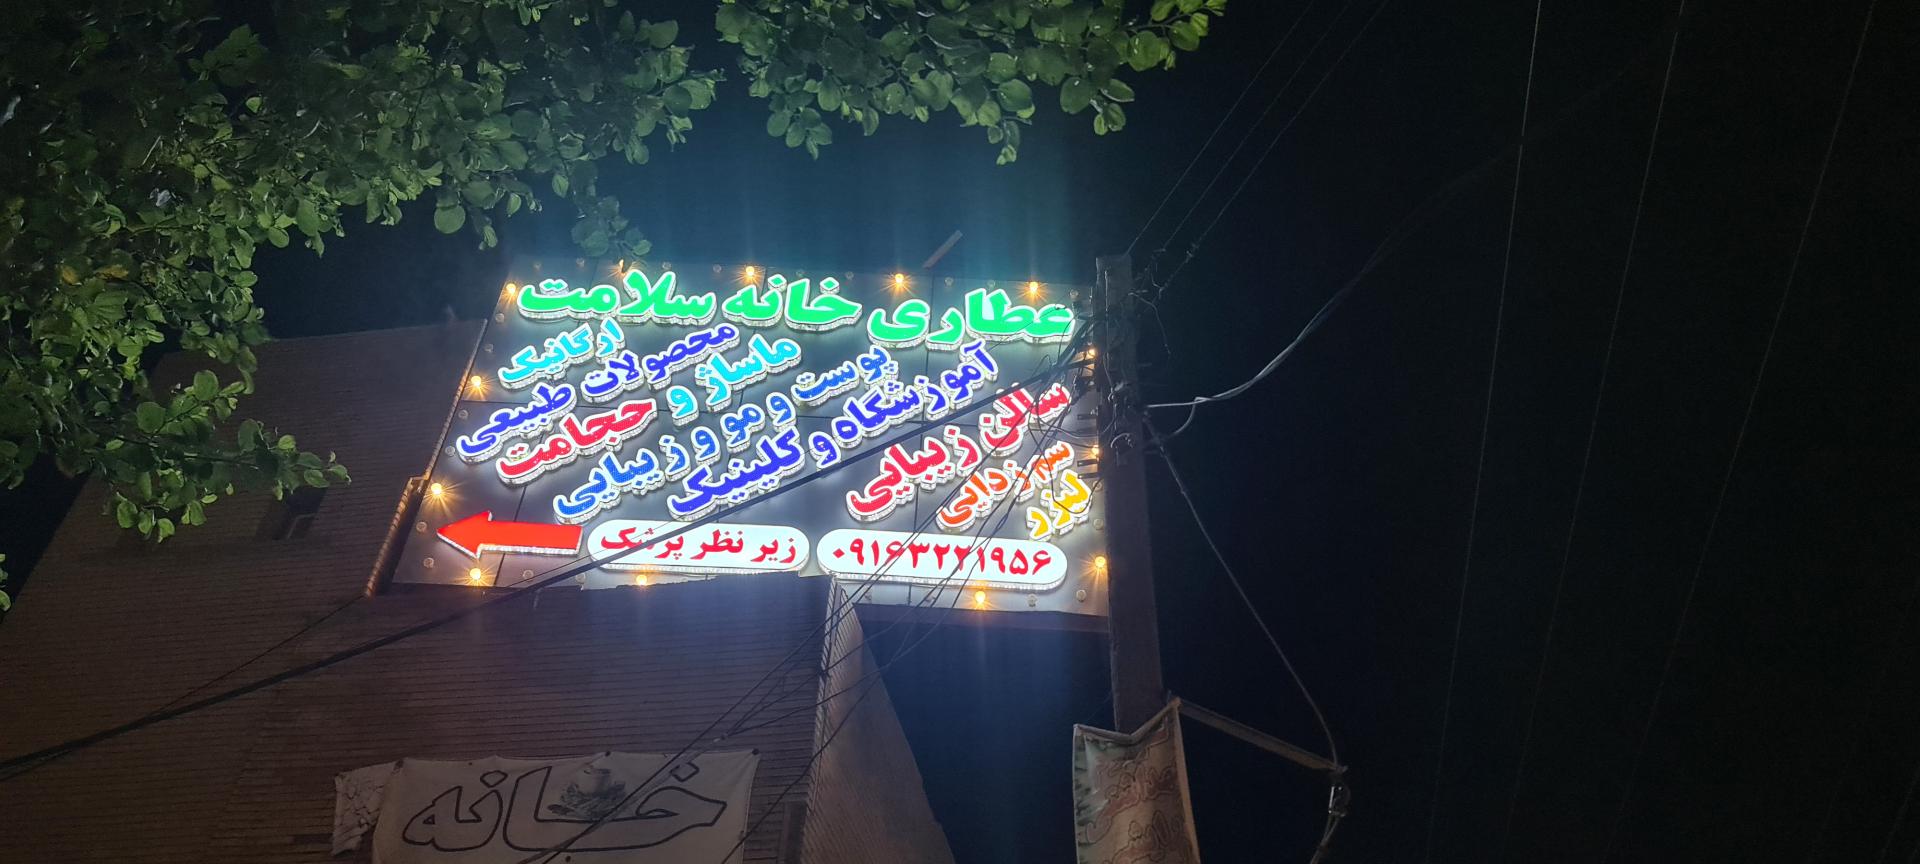 عطاری خانه سلامت
ارگانیک
محصولات طبیعی
ماساژ و حجامت
پوست و مو و زیبایی
آموزشگاه و کلینیک
سالن زیبایی
سم زدایی
لیزر
زیر نظر پزشک
۰۹۱۶۳۲۲۱۹۵۶
خانه